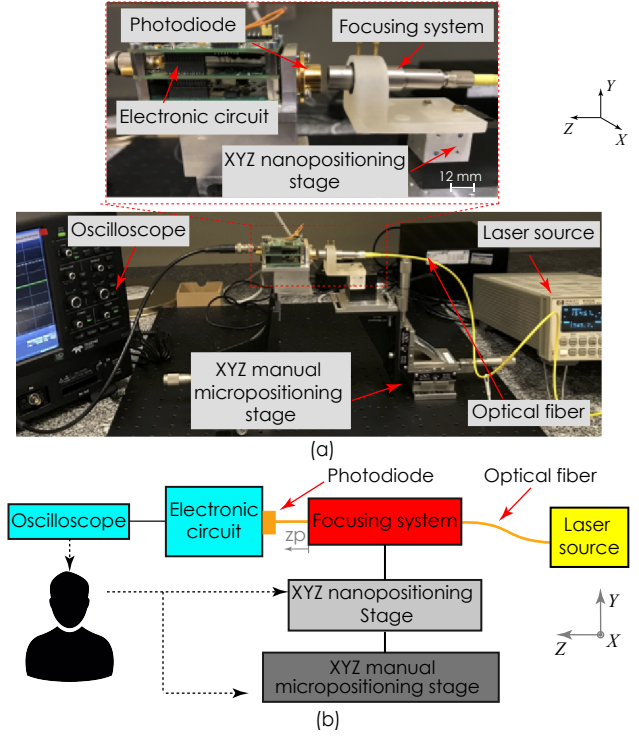 Photodiode
Focusing system
Electronic circuit
XYZ nanopositioning
stage
12 mm
Y
Z
X
Oscilloscope
Laser source
XYZ manual
micropositioning
stage
Optical fiber
(a)
Photodiode
Optical fiber
Oscilloscope
Electronic
circuit
Focusing system
Laser
source
zp
XYZ nanopositioning
Stage
Y
Z
X
XYZ manual
micropositioning stage
(b)